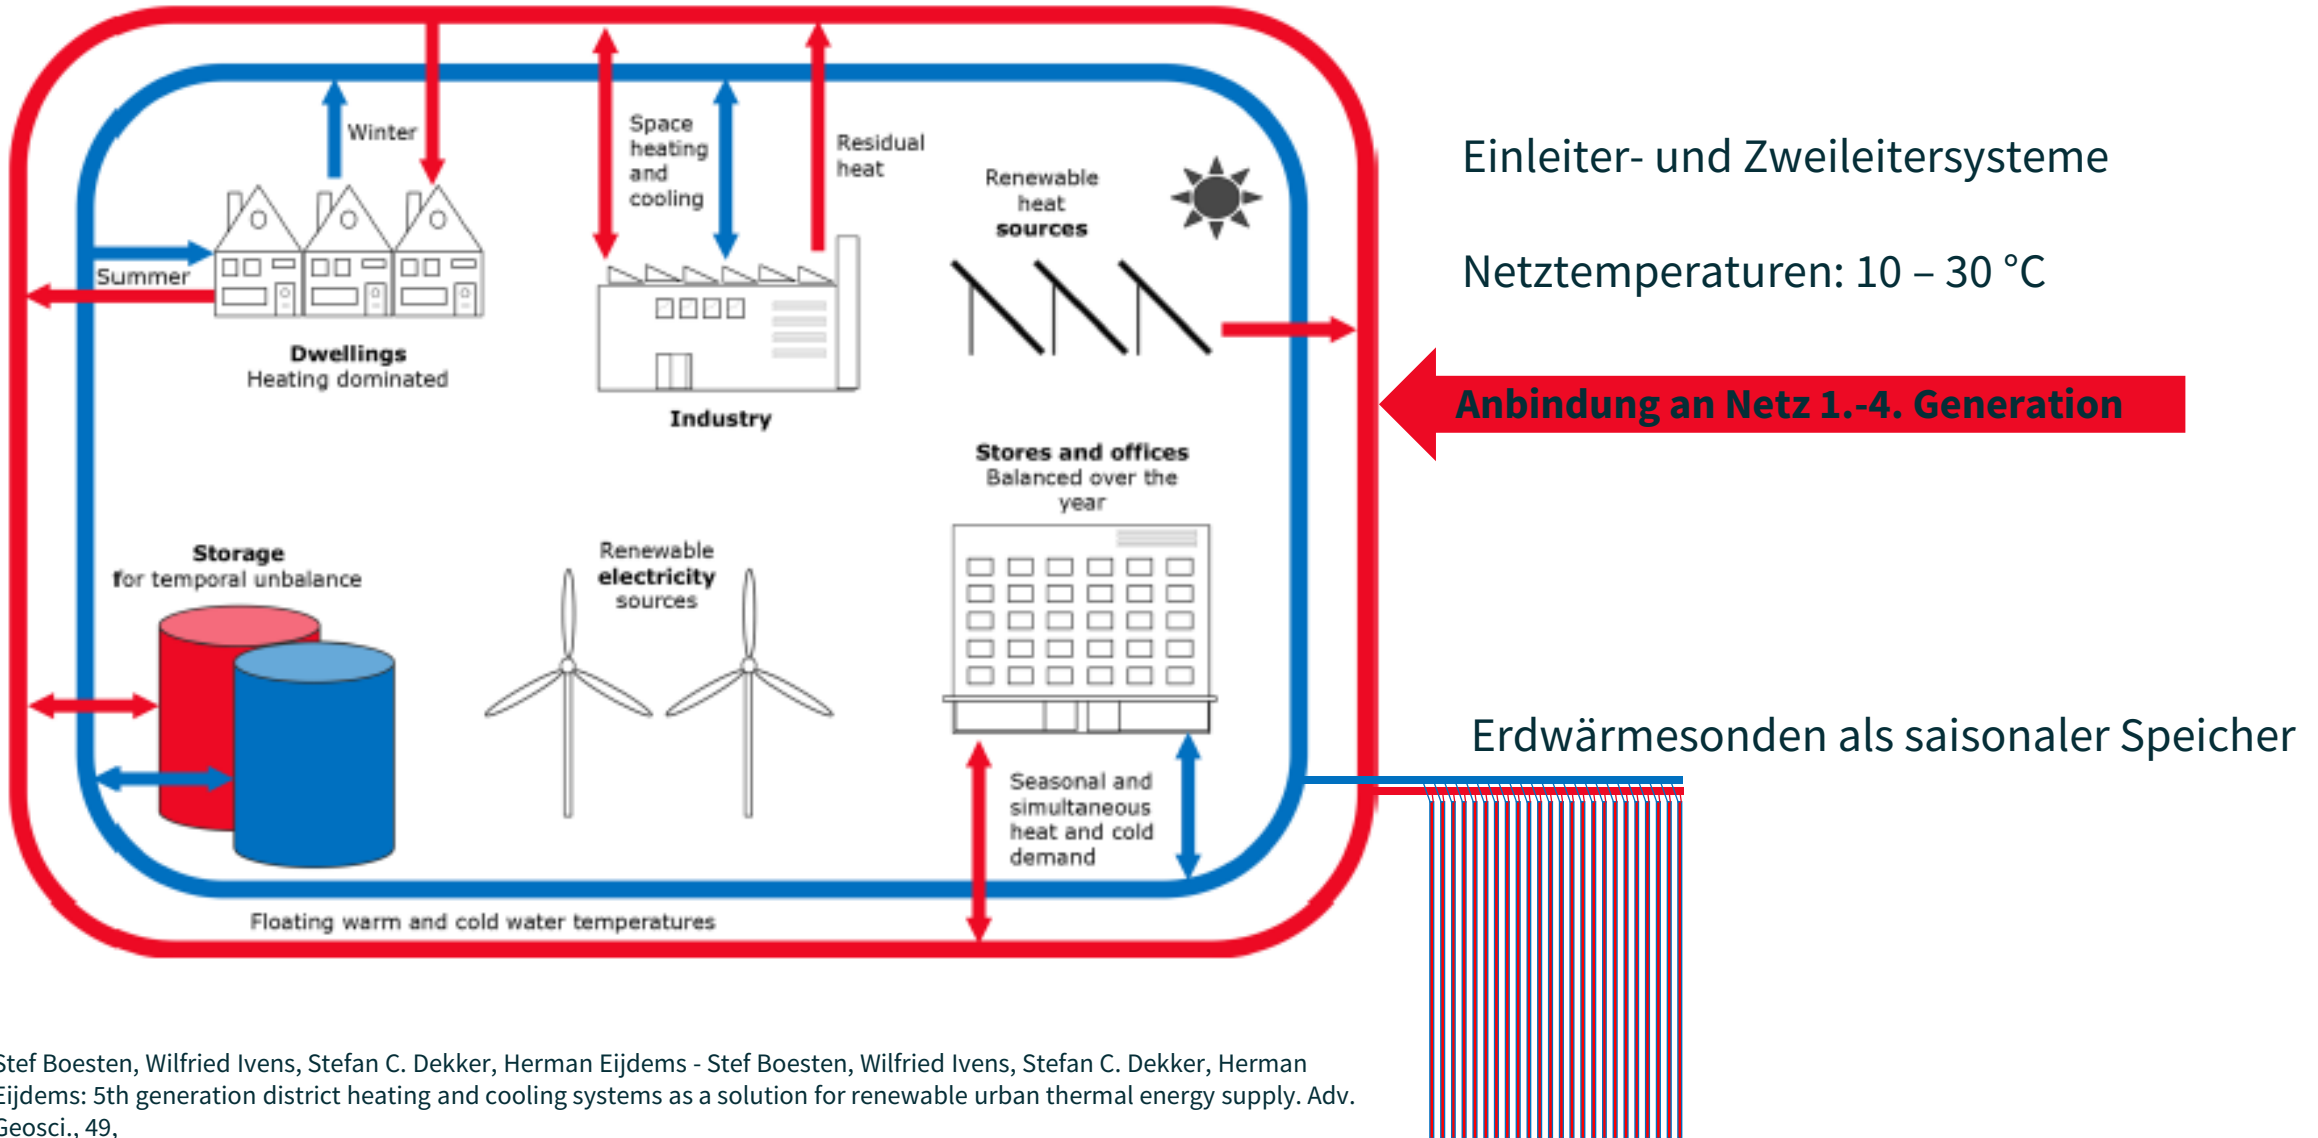 Winter
Space
heating
and
cooling
Residual
heat
Renewable
heat
sources
Summer
Dwellings
Heating dominated
Industry
Stores and offices
Balanced over the
year
Storage
for temporal unbalance
Renewable
electricity
sources
Seasonal and
simultaneous
heat and cold
demand
Floating warm and cold water temperatures
Einleiter- und Zweileitersysteme
Netztemperaturen: 10 – 30 °C
Anbindung an Netz 1.-4. Generation
Erdwärmesonden als saisonaler Speicher
Stef Boesten, Wilfried Ivens, Stefan C. Dekker, Herman Eijdems - Stef Boesten, Wilfried Ivens, Stefan C. Dekker, Herman
Eijdems: 5th generation district heating and cooling systems as a solution for renewable urban thermal energy supply. Adv.
Geosci., 49,